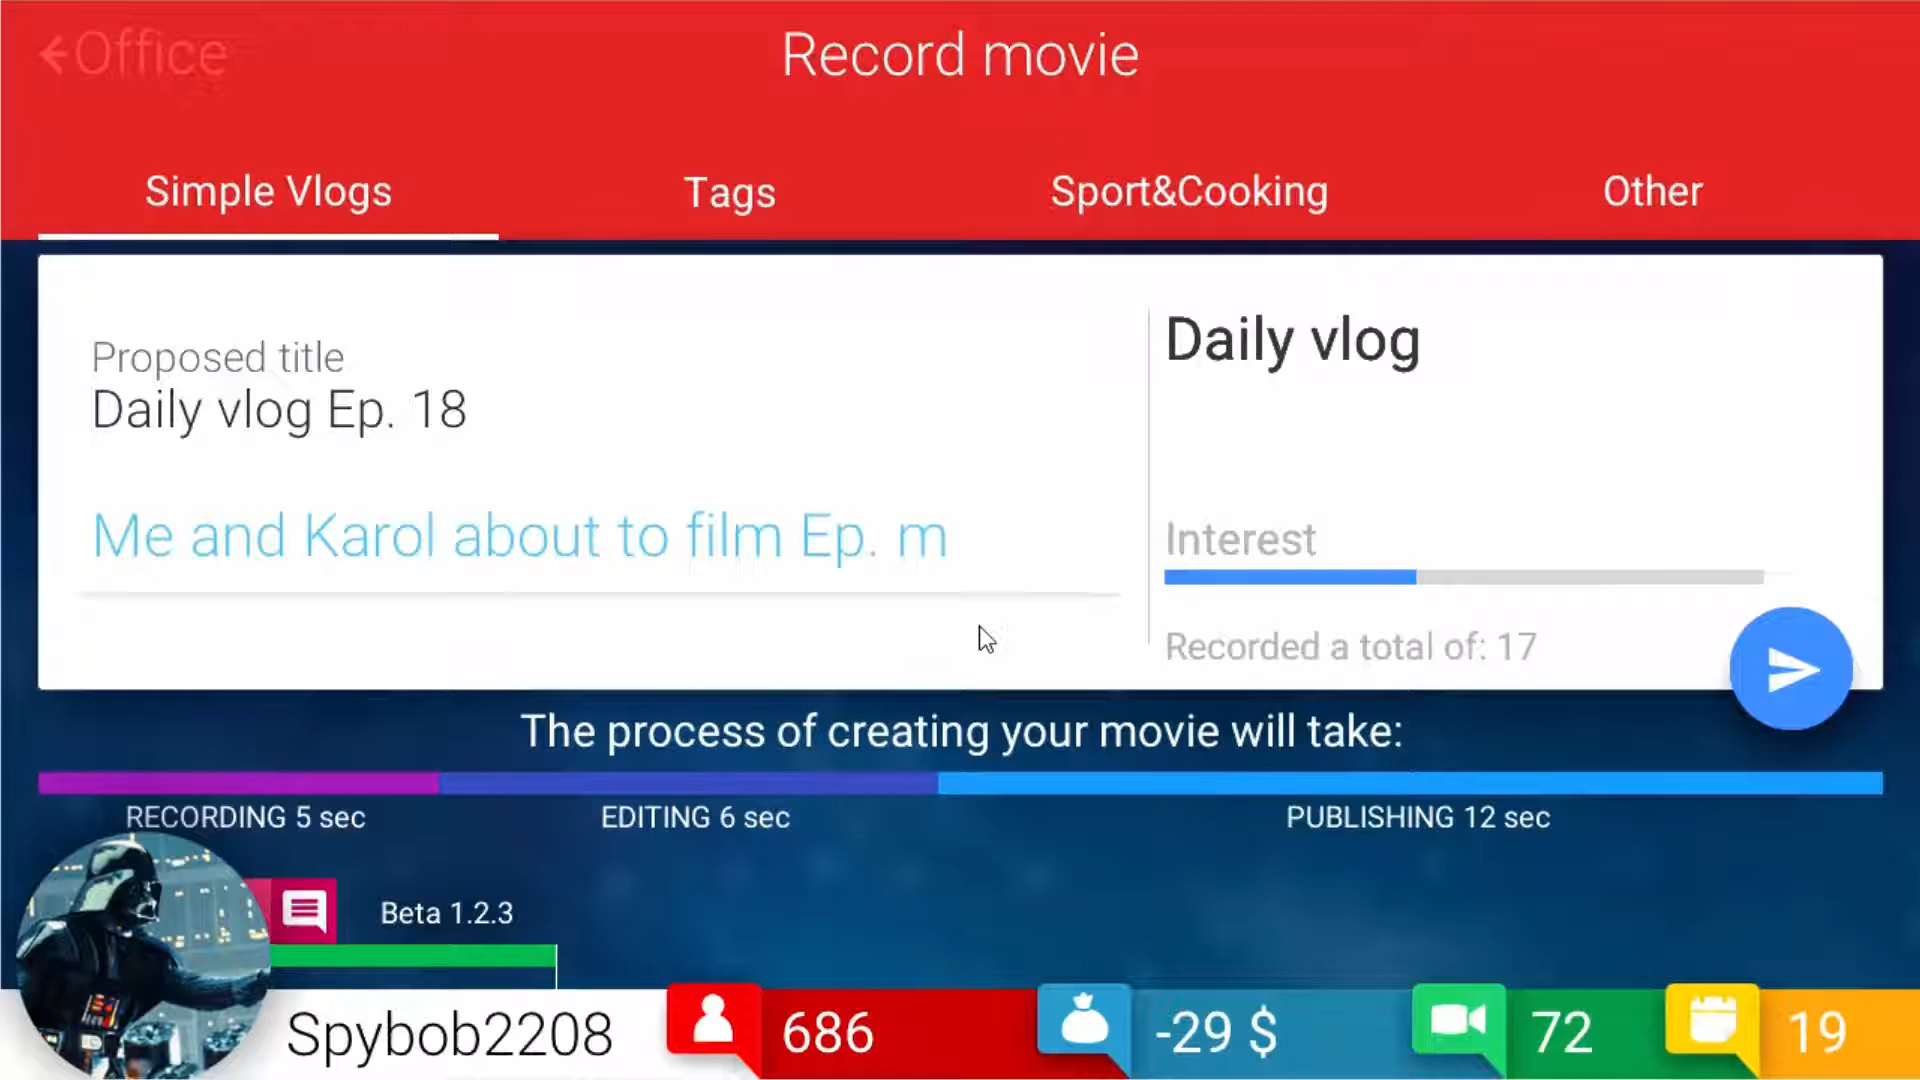 Office
Record movie
Simple Vlogs
Tags
Sport&Cooking
Other
Proposed title
Daily vlog Ep. 18
Me and Karol about to film Ep. m
Daily vlog
Interest
Recorded a total of: 17
The process of creating your movie will take:
RECORDING 5 sec
EDITING 6 sec
PUBLISHING 12 sec
Beta 1.2.3
Spybob2208
686
-29 $
72
19